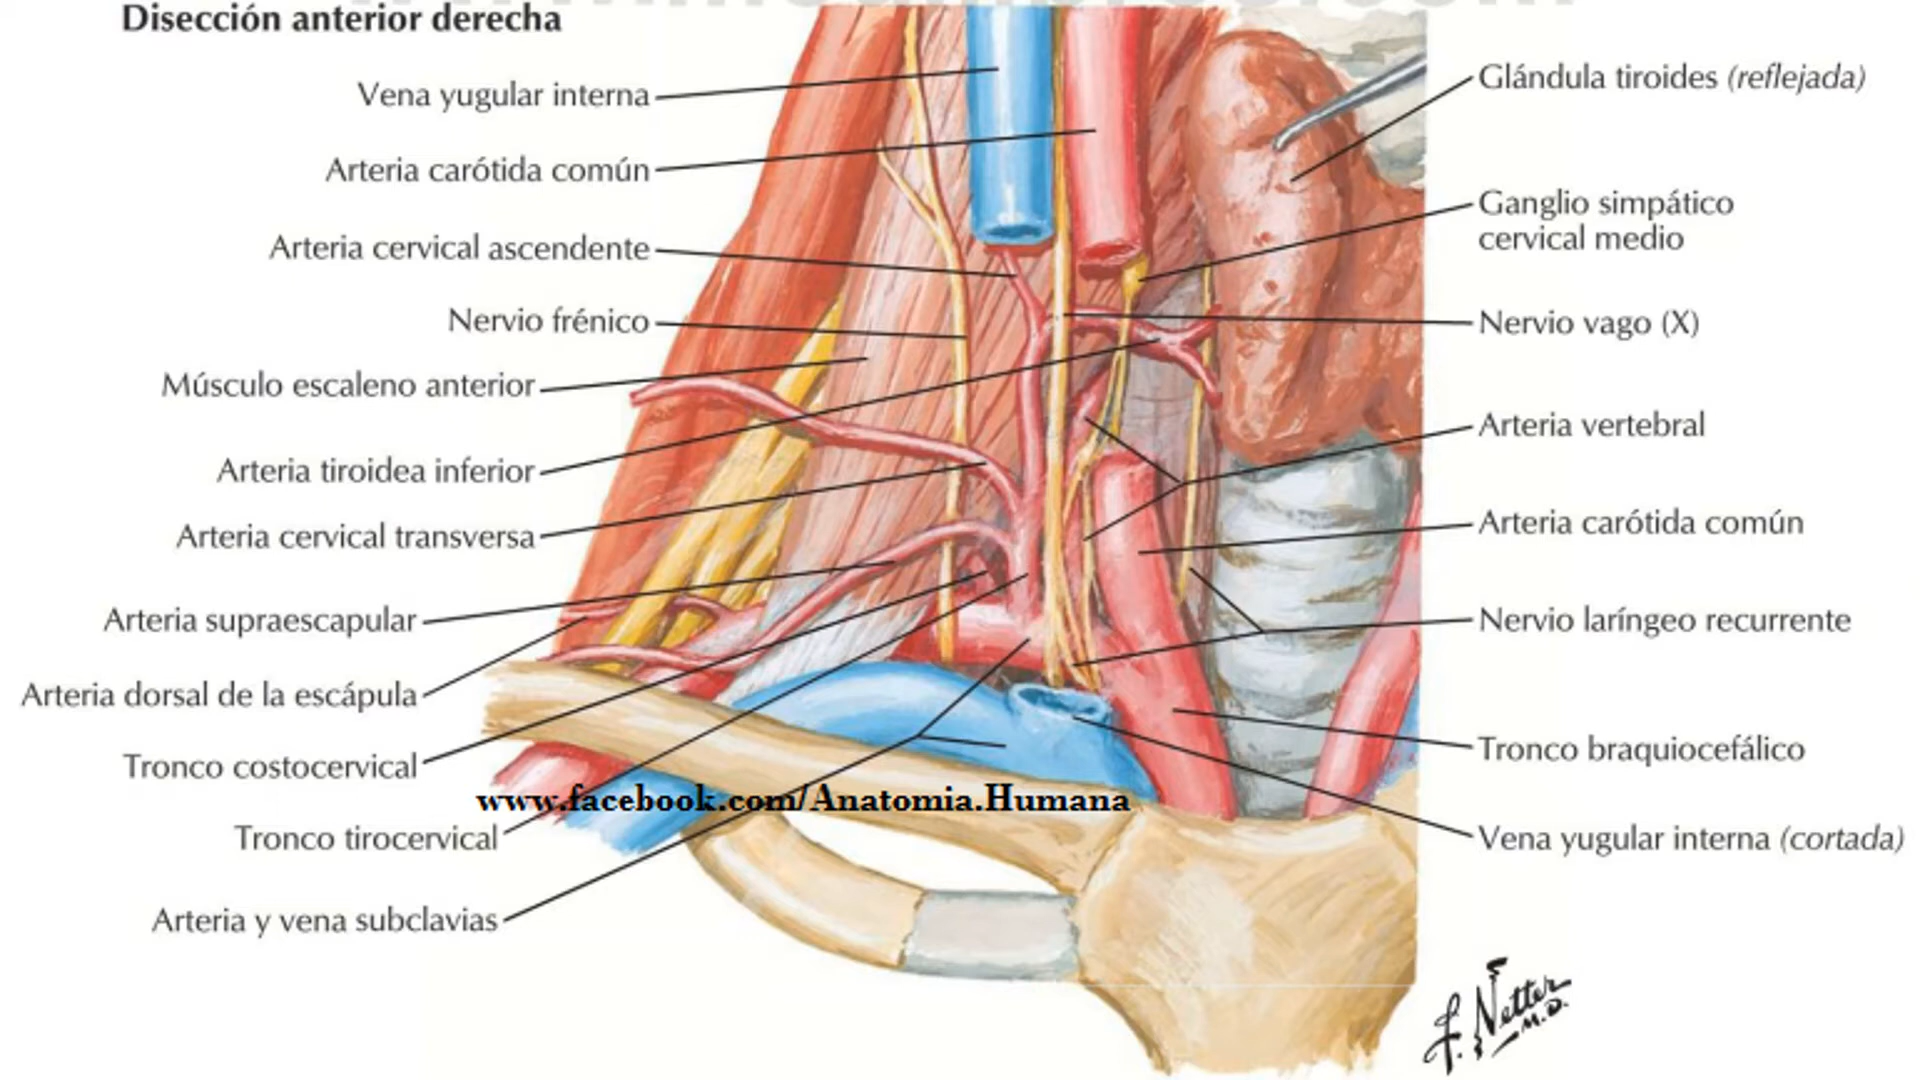 Disección anterior derecha
Vena yugular interna
Arteria carótida común
Arteria cervical ascendente
Nervio frénico
Músculo escaleno anterior
Arteria tiroidea inferior
Arteria cervical transversa
Arteria supraescapular
Arteria dorsal de la escápula
Tronco costocervical
Tronco tirocervical
Arteria y vena subclavias
Glándula tiroides (reflejada)
Ganglio simpático
cervical medio
Nervio vago (X)
Arteria vertebral
Arteria carótida común
Nervio laríngeo recurrente
Tronco braquiocefálico
Vena yugular interna (cortada)
www.facebook.com/Anatomia.Humana
F. Netter
M.D.